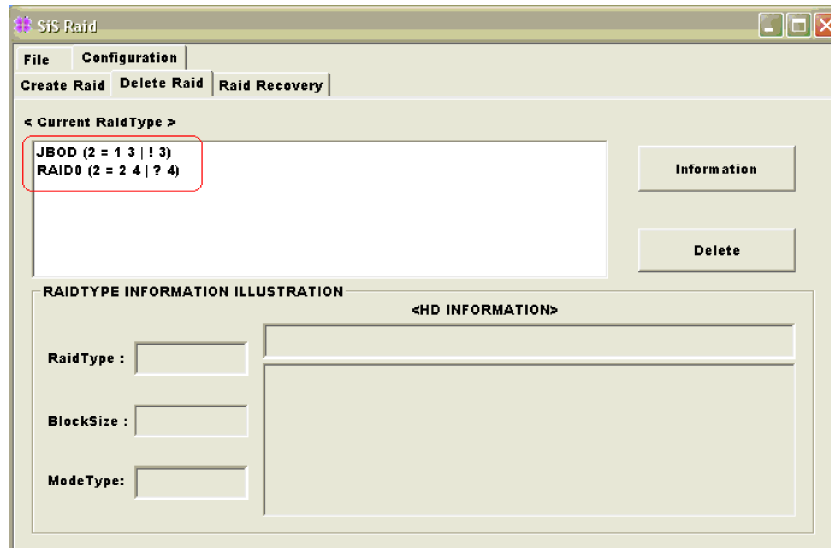 SiS Raid
File Configuration
Create Raid Delete Raid Raid Recovery
< Current RaidType >
JBOD (2 = 1 3 | ! 3)
RAID0 (2 = 2 4 | ? 4)
Information
Delete
RAIDTYPE INFORMATION ILLUSTRATION
<HD INFORMATION>
RaidType :
BlockSize :
ModeType: